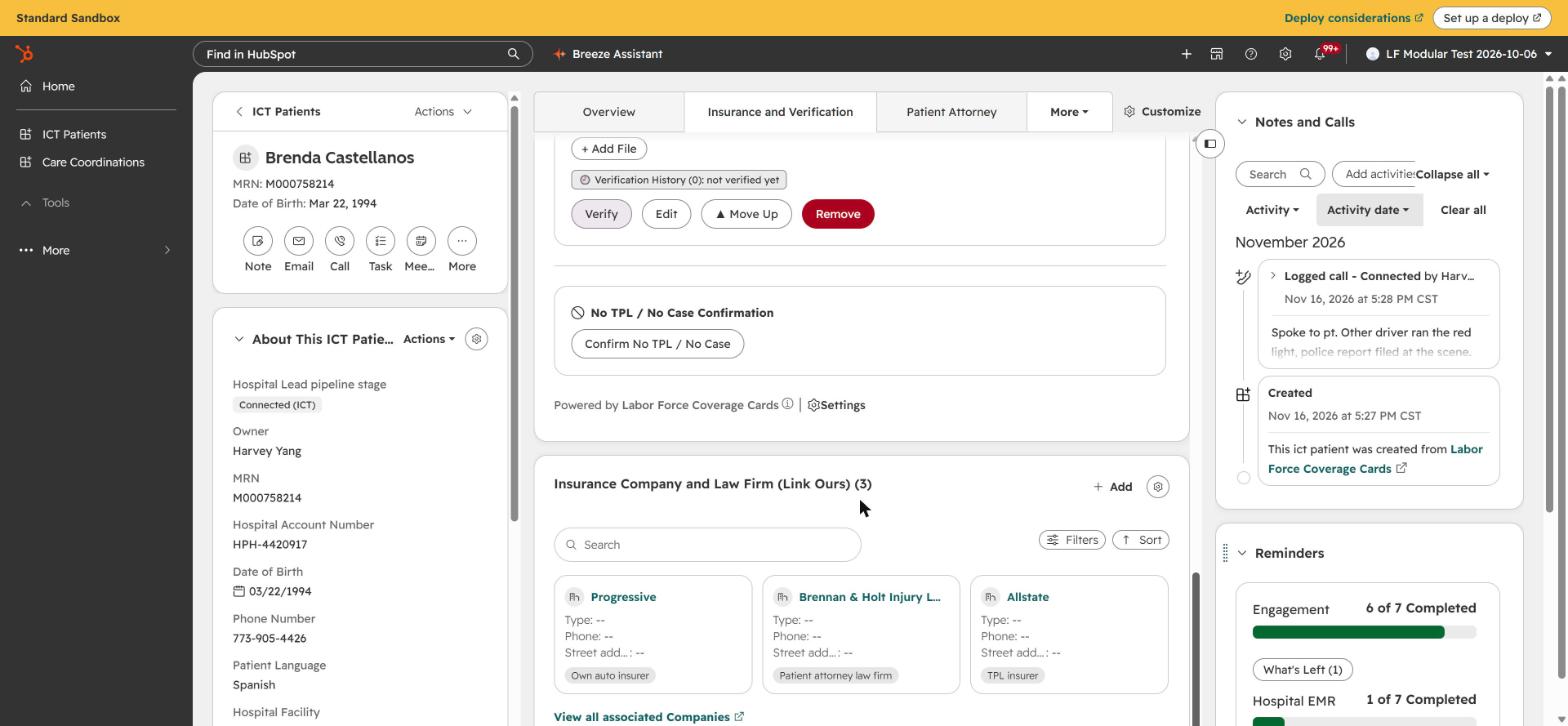 Standard Sandbox
Deploy considerations
Set up a deploy
Find in HubSpot
Breeze Assistant
99+
LF Modular Test 2026-10-06
Home
ICT Patients
Care Coordinations
Tools
More
ICT Patients
Actions
Brenda Castellanos
MRN: M000758214
Date of Birth: Mar 22, 1994
Note
Email
Call
Task
Mee...
More
About This ICT Patie...
Actions
Hospital Lead pipeline stage
Connected (ICT)
Owner
Harvey Yang
MRN
M000758214
Hospital Account Number
HPH-4420917
Date of Birth
03/22/1994
Phone Number
773-905-4426
Patient Language
Spanish
Hospital Facility
Overview
Insurance and Verification
Patient Attorney
More
Customize
+ Add File
Verification History (0): not verified yet
Verify
Edit
▲ Move Up
Remove
No TPL / No Case Confirmation
Confirm No TPL / No Case
Powered by Labor Force Coverage Cards | Settings
Insurance Company and Law Firm (Link Ours) (3)
+ Add
Search
Filters
Sort
Progressive
Type: --
Phone: --
Street add...: --
Own auto insurer
Brennan & Holt Injury L...
Type: --
Phone: --
Street add...: --
Patient attorney law firm
Allstate
Type: --
Phone: --
Street add...: --
TPL insurer
View all associated Companies
Notes and Calls
Search
Add activities
Collapse all
Activity
Activity date
Clear all
November 2026
Logged call - Connected by Harv...
Nov 16, 2026 at 5:28 PM CST
Spoke to pt. Other driver ran the red
light, police report filed at the scene.
Created
Nov 16, 2026 at 5:27 PM CST
This ict patient was created from Labor
Force Coverage Cards
Reminders
Engagement
6 of 7 Completed
What's Left (1)
Hospital EMR
1 of 7 Completed